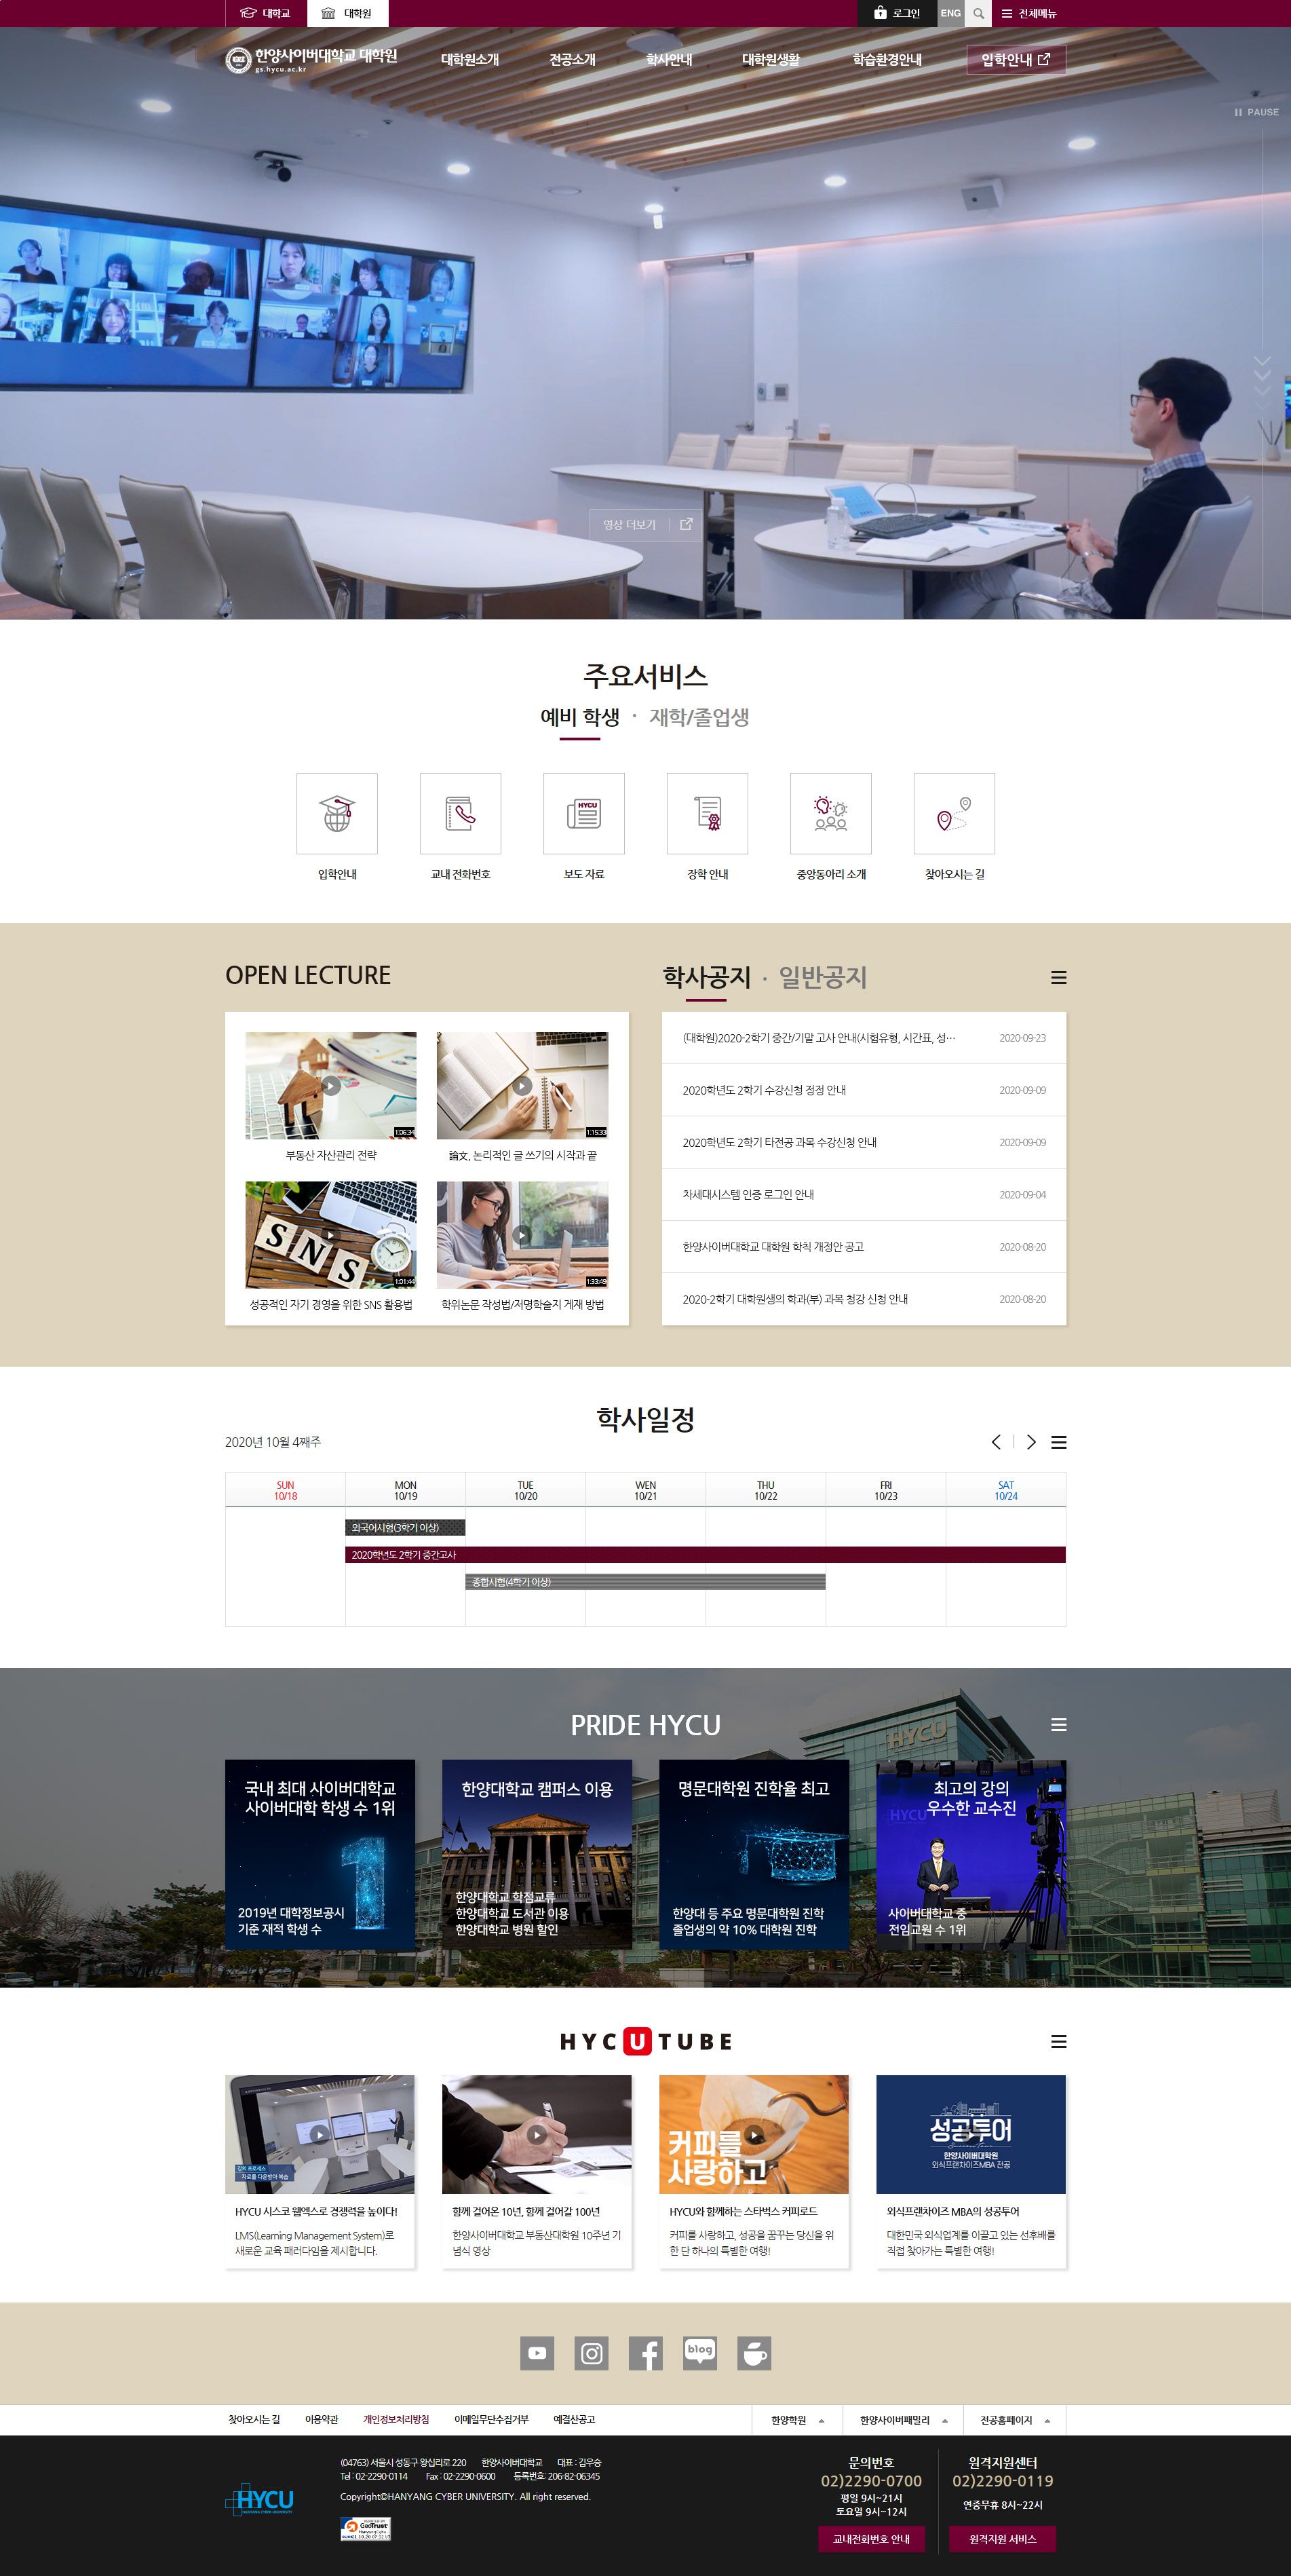 대학교
대학원
로그인
ENG
전체메뉴
한양사이버대학교 대학원
gs.hycu.ac.kr
대학원소개
전공소개
학사안내
대학원생활
학습환경안내
입학안내
PAUSE
영상 더보기
주요서비스
예비 학생 · 재학/졸업생
HYCU
입학안내
교내 전화번호
보도 자료
장학 안내
중앙동아리 소개
찾아오시는 길
OPEN LECTURE
1:06:34
1:15:33
부동산 자산관리 전략
論文, 논리적인 글 쓰기의 시작과 끝
SNS
1:01:44
1:33:49
성공적인 자기 경영을 위한 SNS 활용법
학위논문 작성법/저명학술지 게재 방법
학사공지 · 일반공지
(대학원)2020-2학기 중간/기말 고사 안내(시험유형, 시간표, 성…
2020-09-23
2020학년도 2학기 수강신청 정정 안내
2020-09-09
2020학년도 2학기 타전공 과목 수강신청 안내
2020-09-09
차세대시스템 인증 로그인 안내
2020-09-04
한양사이버대학교 대학원 학칙 개정안 공고
2020-08-20
2020-2학기 대학원생의 학과(부) 과목 청강 신청 안내
2020-08-20
학사일정
2020년 10월 4째주
SUN
10/18
MON
10/19
TUE
10/20
WEN
10/21
THU
10/22
FRI
10/23
SAT
10/24
외국어시험(3학기 이상)
2020학년도 2학기 중간고사
종합시험(4학기 이상)
PRIDE HYCU
HYCU
국내 최대 사이버대학교
사이버대학 학생 수 1위
1
2019년 대학정보공시
기준 재적 학생 수
한양대학교 캠퍼스 이용
한양대학교 학점교류
한양대학교 도서관 이용
한양대학교 병원 할인
명문대학원 진학율 최고
한양대 등 주요 명문대학원 진학
졸업생의 약 10% 대학원 진학
최고의 강의
우수한 교수진
HYCU
사이버대학교 중
전임교원 수 1위
HYCUTUBE
자료를 다운받아 복습
HYCU 시스코 웹엑스로 경쟁력을 높이다!
LMS(Learning Management System)로
새로운 교육 패러다임을 제시합니다.
함께 걸어온 10년, 함께 걸어갈 100년
한양사이버대학교 부동산대학원 10주년 기
념식 영상
커피를
사랑하고
HYCU와 함께하는 스타벅스 커피로드
커피를 사랑하고, 성공을 꿈꾸는 당신을 위
한 단 하나의 특별한 여행!
성공투어
한양사이버대학원
외식프랜차이즈MBA 전공
외식프랜차이즈 MBA의 성공투어
대한민국 외식업계를 이끌고 있는 선후배를
직접 찾아가는 특별한 여행!
blog
찾아오시는 길
이용약관
개인정보처리방침
이메일무단수집거부
예결산공고
한양학원
한양사이버패밀리
전공홈페이지
HYCU
HANYANG CYBER UNIVERSITY
(04763) 서울시 성동구 왕십리로 220 한양사이버대학교 대표 : 김우승
Tel : 02-2290-0114 Fax : 02-2290-0600 등록번호: 206-82-06345
Copyright©HANYANG CYBER UNIVERSITY. All right reserved.
GeoTrust
문의번호
02)2290-0700
평일 9시~21시
토요일 9시~12시
교내전화번호 안내
원격지원센터
02)2290-0119
연중무휴 8시~22시
원격지원 서비스